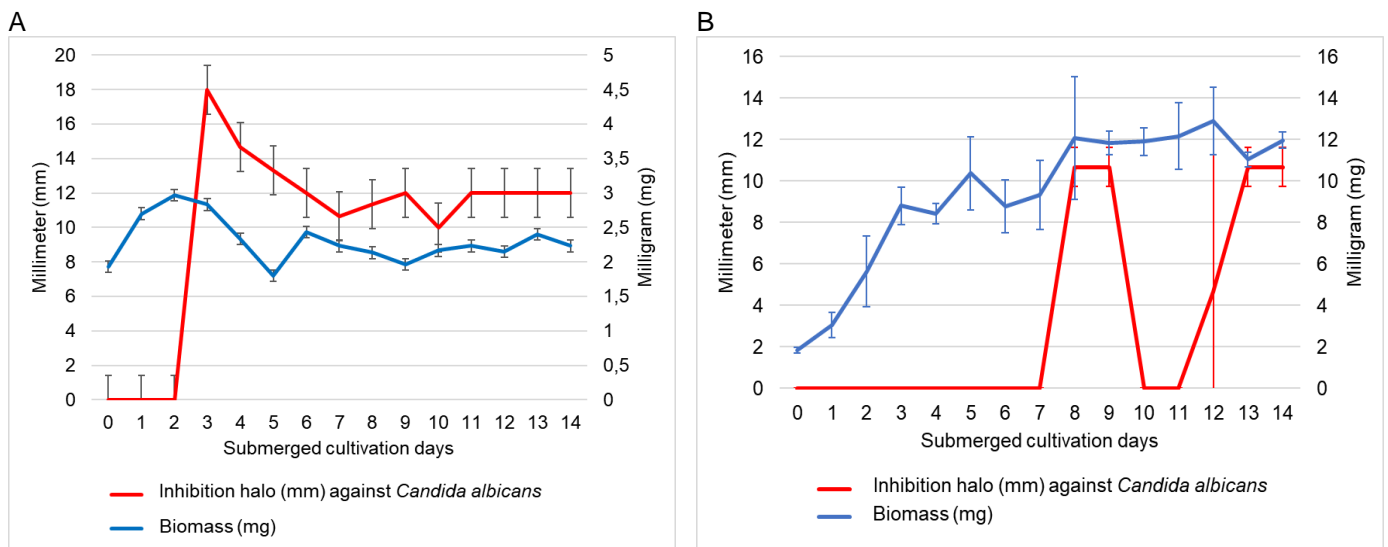 A
20
18
16
14
12
10
8
6
4
2
0
Millimeter (mm)
5
4,5
4
3,5
3
2,5
2
1,5
1
0,5
0
Milligram (mg)
0 1 2 3 4 5 6 7 8 9 10 11 12 13 14
Submerged cultivation days
Inhibition halo (mm) against Candida albicans
Biomass (mg)
B
16
14
12
10
8
6
4
2
0
Millimeter (mm)
16
14
12
10
8
6
4
2
0
Milligram (mg)
0 1 2 3 4 5 6 7 8 9 10 11 12 13 14
Submerged cultivation days
Inhibition halo (mm) against Candida albicans
Biomass (mg)